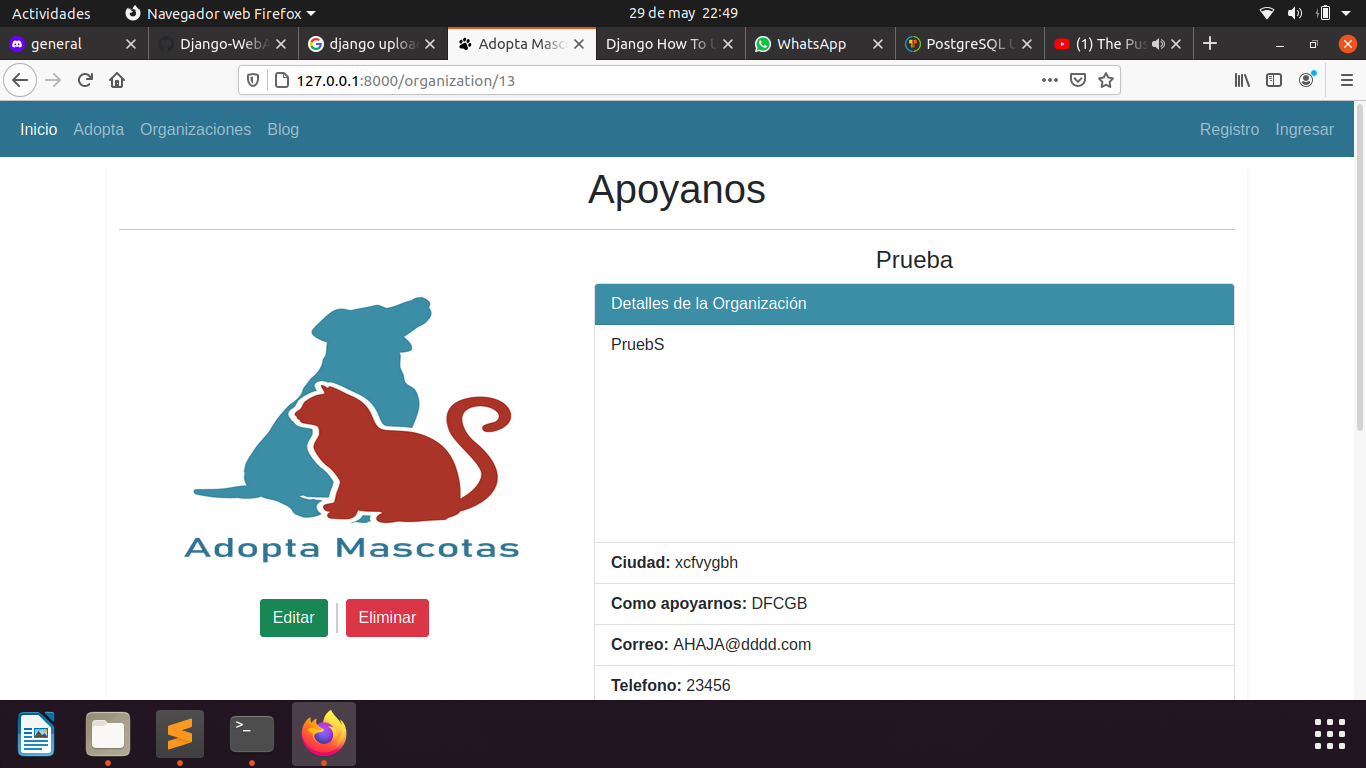 Actividades
Navegador web Firefox
29 de may 22:49
general
Django-WebA
django uploa
Adopta Masc
Django How To U
WhatsApp
PostgreSQL U
(1) The Pus
127.0.0.1:8000/organization/13
Inicio Adopta Organizaciones Blog
Registro Ingresar
Apoyanos
Adopta Mascotas
Editar | Eliminar
Prueba
Detalles de la Organización
PruebS
Ciudad: xcfvygbh
Como apoyarnos: DFCGB
Correo: AHAJA@dddd.com
Telefono: 23456